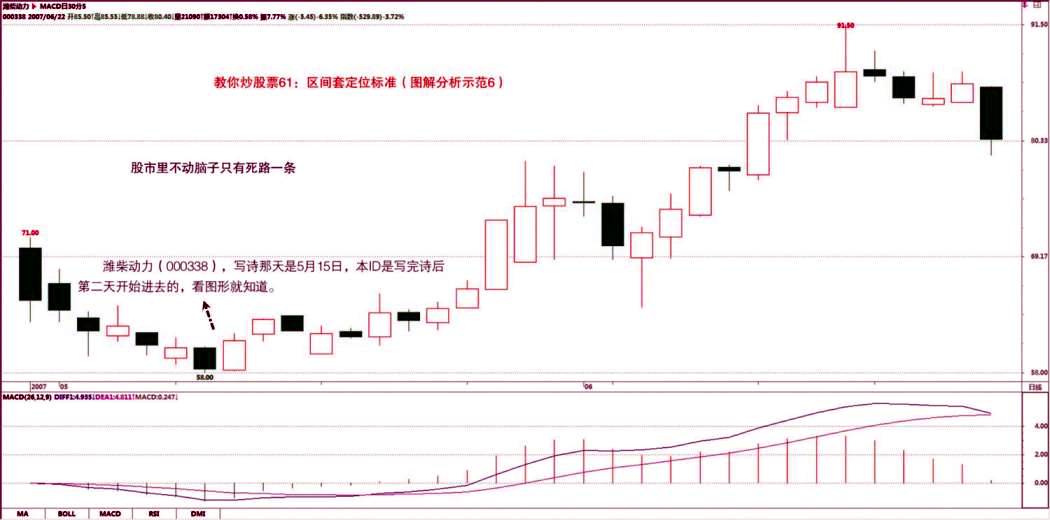 潍柴动力 MACD日30分5
000338 2007/06/22 开85.50↑高85.55↓低78.88↓收80.40↓量21090↑额17304↑换0.58% 振7.77% 涨(-5.45)-6.35% 指数(-529.89)-3.72%
91.50
91.50
教你炒股票61：区间套定位标准（图解分析示范6）
80.33
股市里不动脑子只有死路一条
71.00
69.17
潍柴动力（000338），写诗那天是5月15日，本ID是写完诗后
第二天开始进去的，看图形就知道。
58.00
58.00
2007 05 06 日线
MACD(26,12,9) DIFF1:4.935↓DEA1:4.811↑MACD:0.247↓
4.00
2.00
0.00
MA BOLL MACD RSI DMI